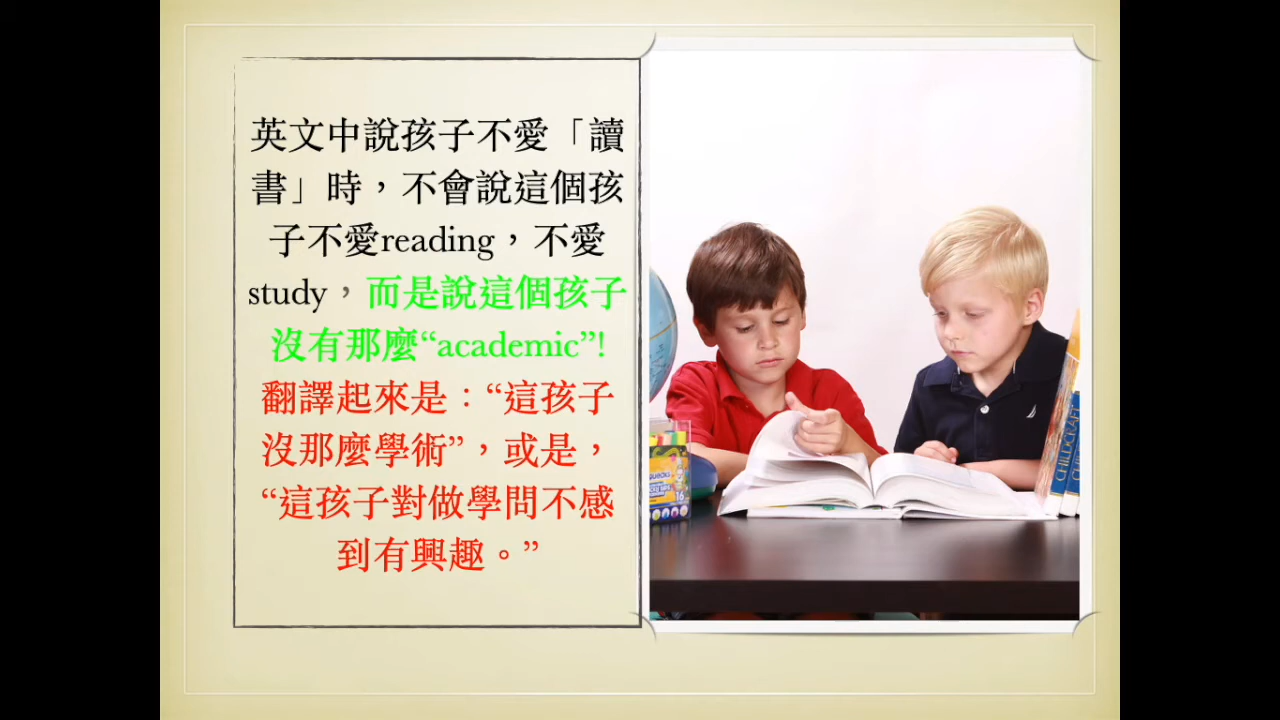 英文中說孩子不愛「讀
書」時，不會說這個孩
子不愛reading，不愛
study，而是說這個孩子
沒有那麼“academic”!
翻譯起來是：“這孩子
沒那麼學術”，或是，
“這孩子對做學問不感
到有興趣。”
CHILDCRAFT
CHILDCRAFT
16